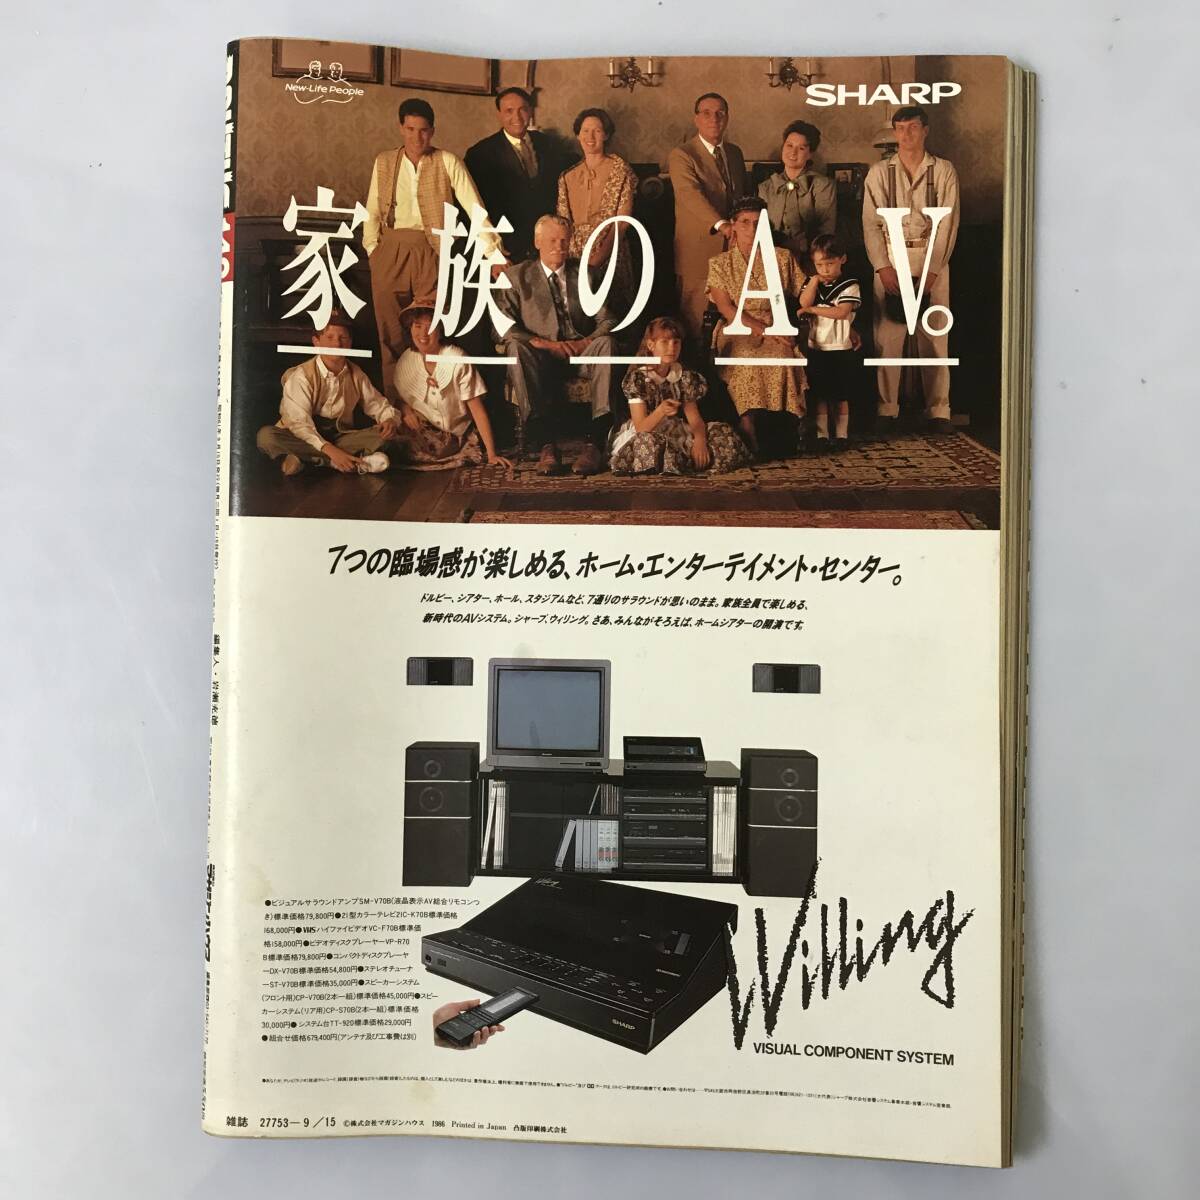 New-Life People
SHARP
家族のAV。
7つの臨場感が楽しめる、ホーム・エンターテイメント・センター。
ドルビー、シアター、ホール、スタジアムなど、7通りのサラウンドが思いのまま。家族全員で楽しめる、
新時代のAVシステム。シャープ、ウィリング。さあ、みんながそろえば、ホームシアターの開演です。
●ビジュアルサラウンドアンプSM-V70B(液晶表示AV総合リモコンつ
き)標準価格79,800円●21型カラーテレビ21C-K70B標準価格
168,000円●VHSハイファイビデオVC-F70B標準価
格158,000円●ビデオディスクプレーヤーVP-R70
B標準価格79,800円●コンパクトディスクプレーヤ
ーDX-V70B標準価格54,800円●ステレオチューナ
ーST-V70B標準価格35,000円●スピーカーシステム
(フロント用)CP-V70B(2本一組)標準価格45,000円●スピー
カーシステム(リア用)CP-S70B(2本一組)標準価格
30,000円●システム台TT-920標準価格29,000円
●組合せ価格679,400円(アンテナ及び工事費は別)
SHARP
Willing
VISUAL COMPONENT SYSTEM
雑誌 27753-9/15 ©株式会社マガジンハウス 1986 Printed in Japan 凸版印刷株式会社